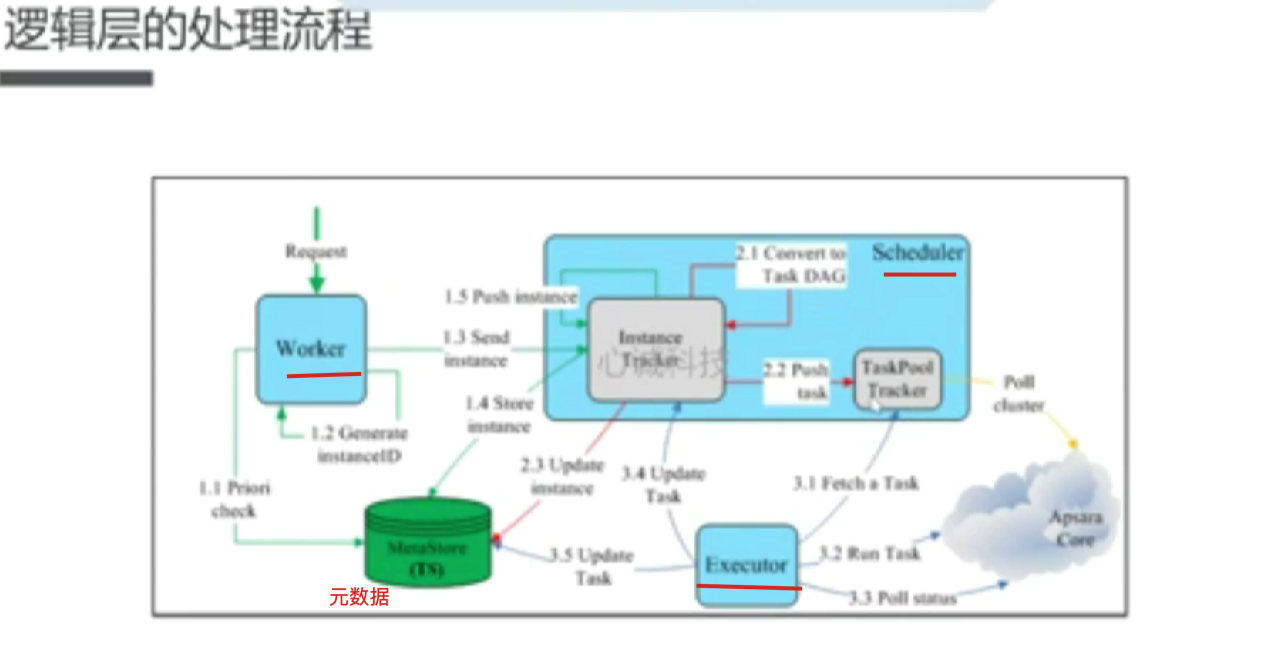 逻辑层的处理流程
Request
Scheduler
2.1 Convert to
Task DAG
1.5 Push instance
Worker
1.3 Send
instance
Instance
Tracker
心诚科技
2.2 Push
task
TaskPool
Tracker
Poll
cluster
1.4 Store
instance
1.2 Generate
instanceID
2.3 Update
instance
3.4 Update
Task
3.1 Fetch a Task
1.1 Priori
check
MetaStore
(TS)
元数据
3.5 Update
Task
Executor
3.2 Run Task
3.3 Poll status
Apsara
Core